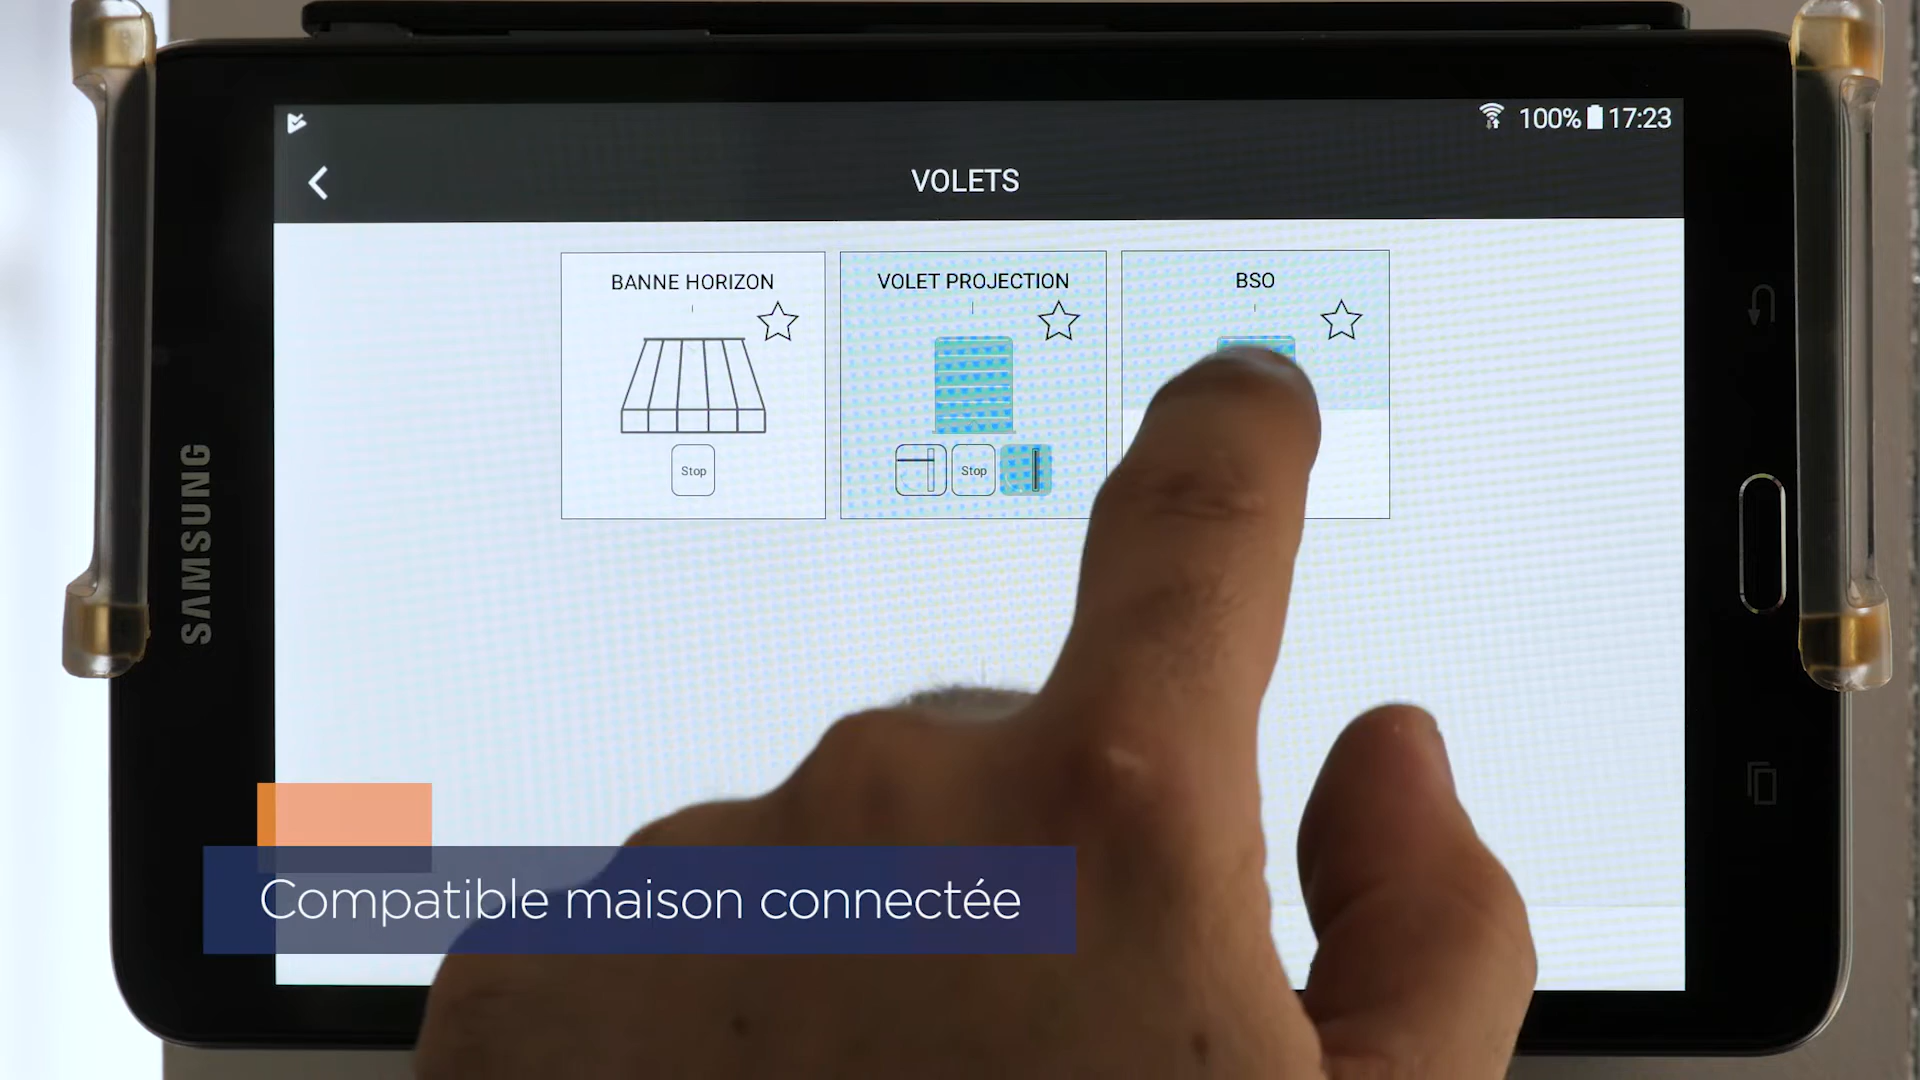 100% 17:23
VOLETS
BANNE HORIZON
VOLET PROJECTION
BSO
Stop
Stop
SAMSUNG
Compatible maison connectée